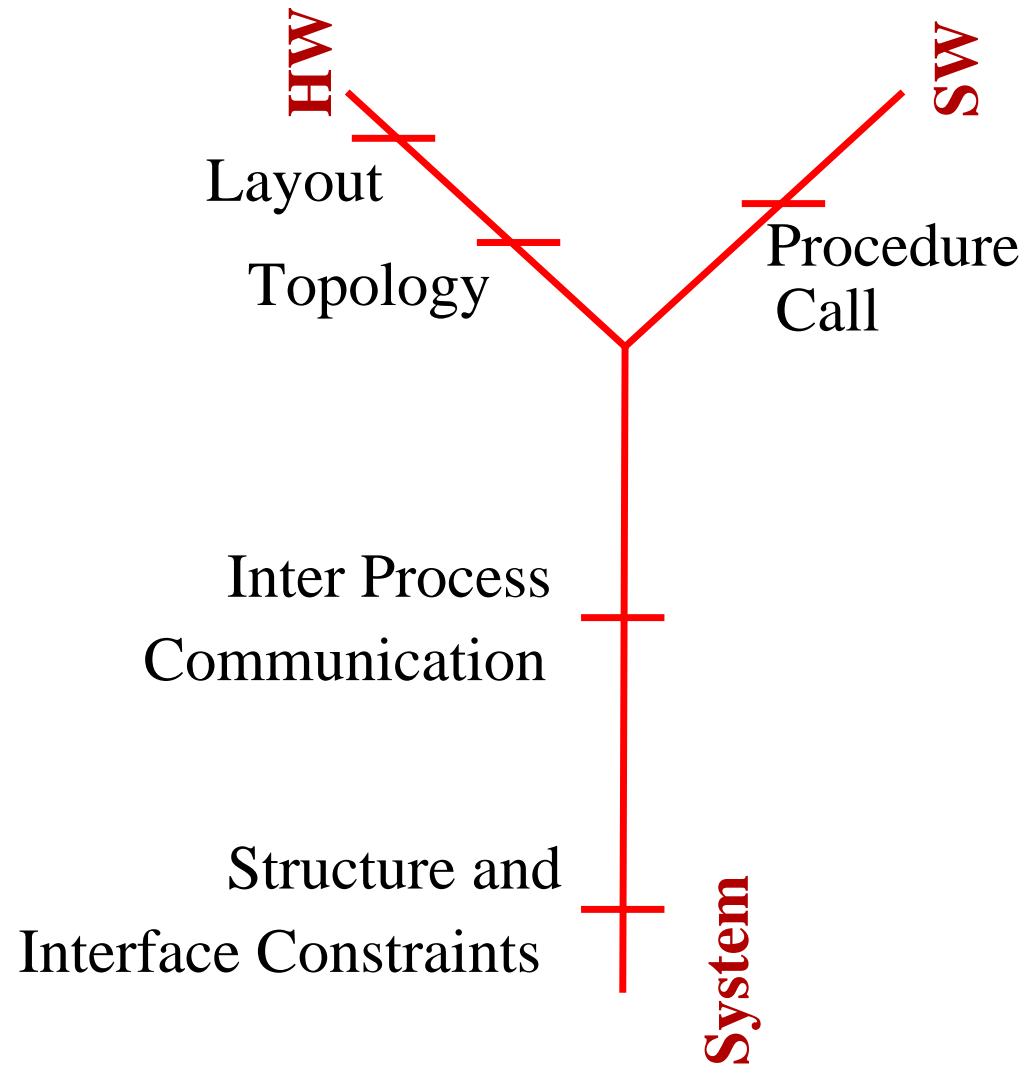 HW
SW
Layout
Procedure
Topology
Call
Inter Process
Communication
Structure and
Interface Constraints
System